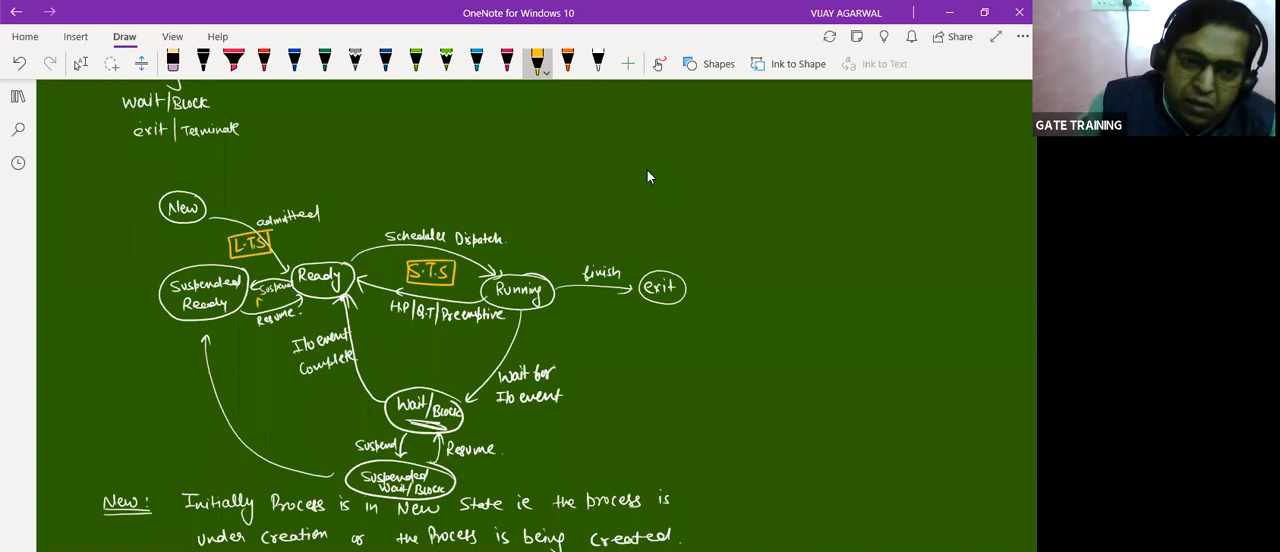 OneNote for Windows 10
VIJAY AGARWAL
Home Insert Draw View Help
Share
Shapes
Ink to Shape
Ink to Text
GATE TRAINING
Wait/Block
exit/Terminate
New
admitted
L.T.S
Scheduler Dispatch.
Suspended
Ready
Suspend
Resume.
Ready
S.T.S
Running
finish
exit
H.P/Q.T/Preemptive
I/o event
Complete
Wait for
I/o event
Wait/Block
Suspend
Resume.
Suspended
Wait/Block
New: Initially Process is in New State ie the process is
under creation or the Process is being created.